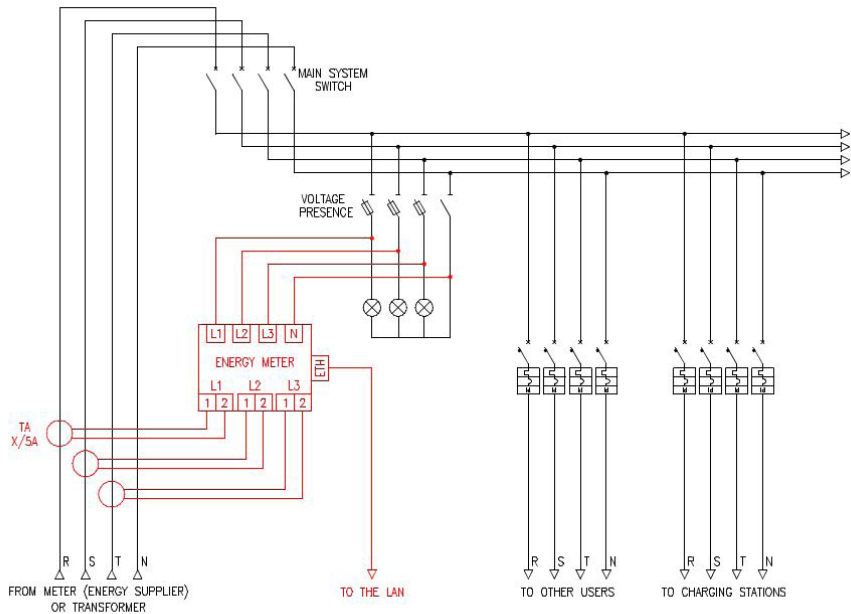 MAIN SYSTEM
SWITCH
VOLTAGE
PRESENCE
L1 L2 L3 N
ENERGY METER
ETH
L1 L2 L3
1 2 1 2 1 2
TA
X/5A
R S T N
R S T N
R S T N
FROM METER (ENERGY SUPPLIER)
OR TRANSFORMER
TO THE LAN
TO OTHER USERS
TO CHARGING STATIONS